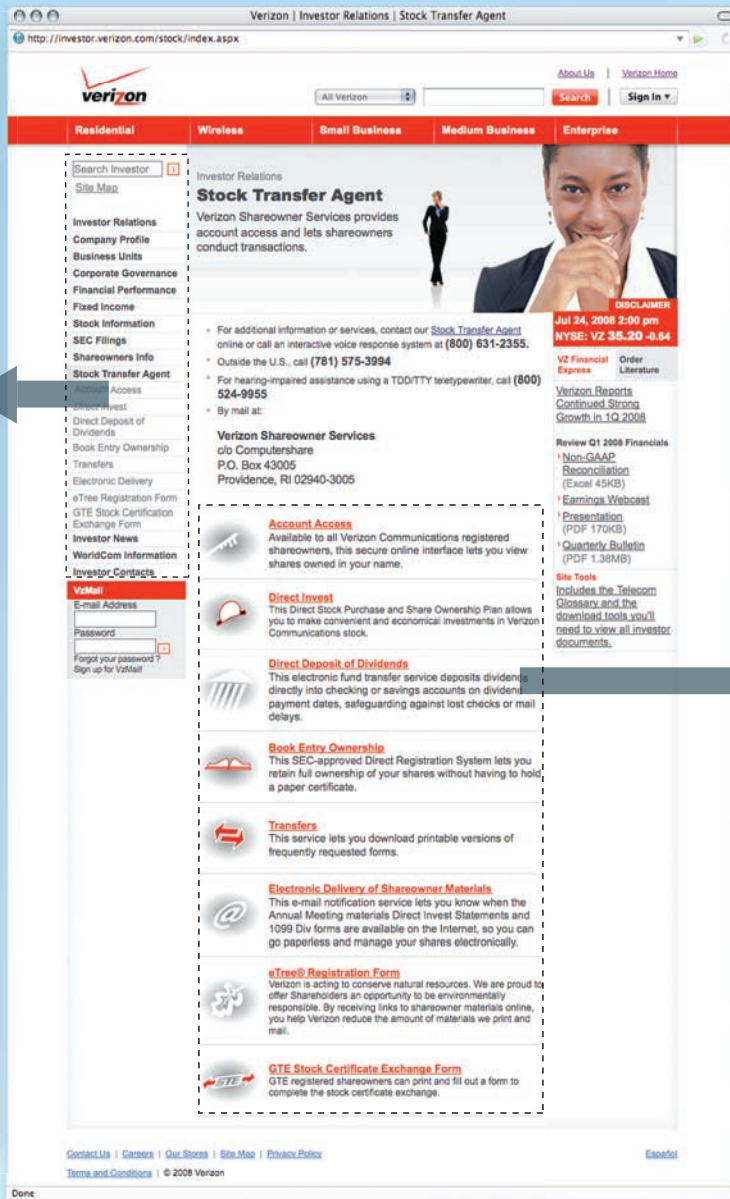 Verizon | Investor Relations | Stock Transfer Agent
http://investor.verizon.com/stock/index.aspx
About Us | Verizon Home
verizon
All Verizon
Search
Sign In ▾
Residential
Wireless
Small Business
Medium Business
Enterprise
Search Investor
Site Map
Investor Relations
Company Profile
Business Units
Corporate Governance
Financial Performance
Fixed Income
Stock Information
SEC Filings
Shareowners Info
Stock Transfer Agent
Account Access
Direct Invest
Direct Deposit of
Dividends
Book Entry Ownership
Transfers
Electronic Delivery
eTree Registration Form
GTE Stock Certification
Exchange Form
Investor News
WorldCom Information
Investor Contacts
VzMail
E-mail Address
Password
Forgot your password ?
Sign up for VzMail!
Investor Relations
Stock Transfer Agent
Verizon Shareowner Services provides
account access and lets shareowners
conduct transactions.
For additional information or services, contact our Stock Transfer Agent
online or call an interactive voice response system at (800) 631-2355.
Outside the U.S., call (781) 575-3994
For hearing-impaired assistance using a TDD/TTY teletypewriter, call (800)
524-9955
By mail at:
Verizon Shareowner Services
c/o Computershare
P.O. Box 43005
Providence, RI 02940-3005
Account Access
Available to all Verizon Communications registered
shareowners, this secure online interface lets you view
shares owned in your name.
Direct Invest
This Direct Stock Purchase and Share Ownership Plan allows
you to make convenient and economical investments in Verizon
Communications stock.
Direct Deposit of Dividends
This electronic fund transfer service deposits dividends
directly into checking or savings accounts on dividend
payment dates, safeguarding against lost checks or mail
delays.
Book Entry Ownership
This SEC-approved Direct Registration System lets you
retain full ownership of your shares without having to hold
a paper certificate.
Transfers
This service lets you download printable versions of
frequently requested forms.
@
Electronic Delivery of Shareowner Materials
This e-mail notification service lets you know when the
Annual Meeting materials Direct Invest Statements and
1099 Div forms are available on the Internet, so you can
go paperless and manage your shares electronically.
eTree® Registration Form
Verizon is acting to conserve natural resources. We are proud to
offer Shareholders an opportunity to be environmentally
responsible. By receiving links to shareowner materials online,
you help Verizon reduce the amount of materials we print and
mail.
GTE
GTE Stock Certificate Exchange Form
GTE registered shareowners can print and fill out a form to
complete the stock certificate exchange.
DISCLAIMER
Jul 24, 2008 2:00 pm
NYSE: VZ 35.20 -0.64
VZ Financial
Express
Order
Literature
Verizon Reports
Continued Strong
Growth in 1Q 2008
Review Q1 2008 Financials
Non-GAAP
Reconciliation
(Excel 45KB)
Earnings Webcast
Presentation
(PDF 170KB)
Quarterly Bulletin
(PDF 1.38MB)
Site Tools
Includes the Telecom
Glossary and the
download tools you'll
need to view all investor
documents.
Contact Us | Careers | Our Stores | Site Map | Privacy Policy
Español
Terms and Conditions | © 2008 Verizon
Done